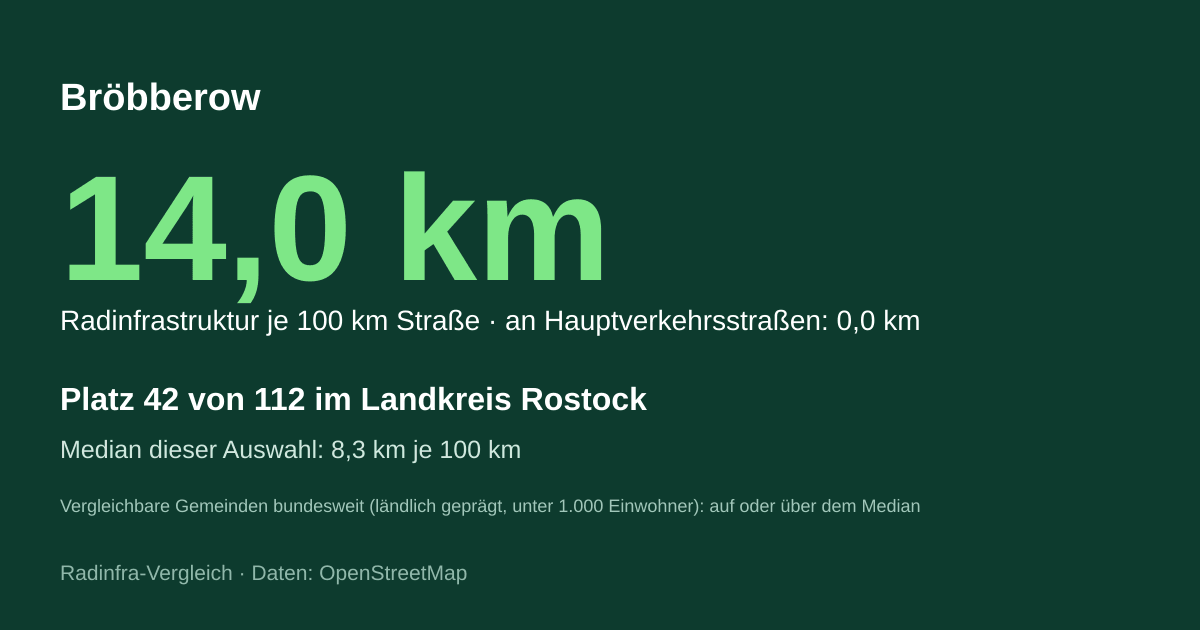 Bröbberow
14,0 km
Radinfrastruktur je 100 km Straße · an Hauptverkehrsstraßen: 0,0 km
Platz 42 von 112 im Landkreis Rostock
Median dieser Auswahl: 8,3 km je 100 km
Vergleichbare Gemeinden bundesweit (ländlich geprägt, unter 1.000 Einwohner): auf oder über dem Median
Radinfra-Vergleich · Daten: OpenStreetMap